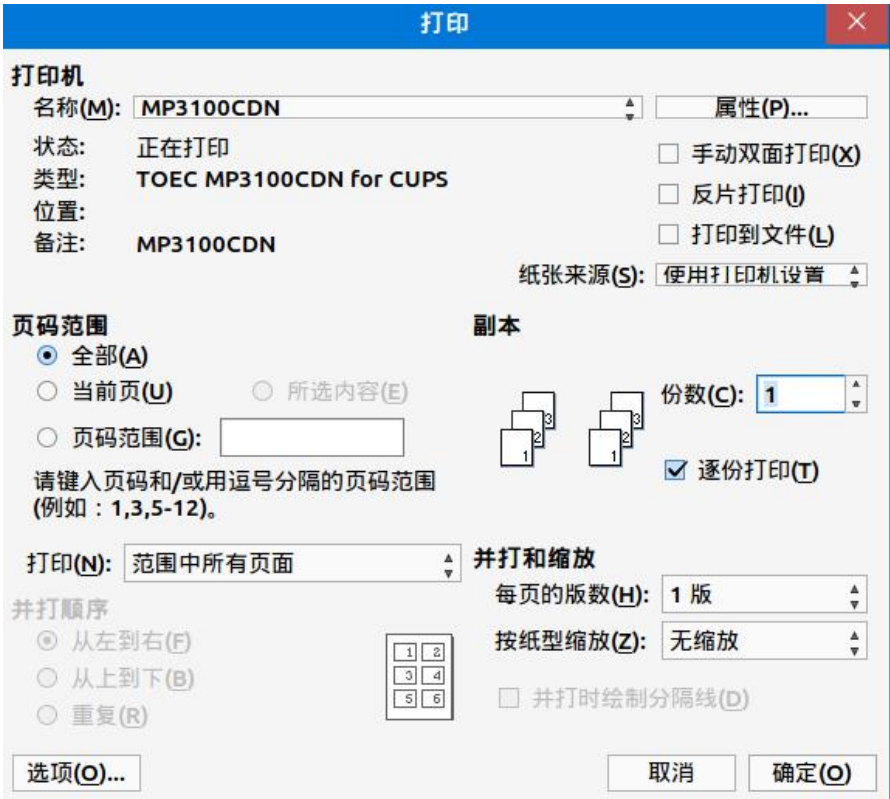 打印
打印机
名称(M): MP3100CDN 属性(P)...
状态: 正在打印 手动双面打印(X)
类型: TOEC MP3100CDN for CUPS 反片打印(I)
位置:
备注: MP3100CDN 打印到文件(L)
纸张来源(S): 使用打印机设置
页码范围 副本
全部(A)
当前页(U) 所选内容(E) 份数(C): 1
页码范围(G):
1 2 3 1 2 3
逐份打印(T)
请键入页码和/或用逗号分隔的页码范围
(例如：1,3,5-12)。
打印(N): 范围中所有页面 并打和缩放
每页的版数(H): 1 版
并打顺序
从左到右(F) 按纸型缩放(Z): 无缩放
从上到下(B) 1 2
3 4
5 6
并打时绘制分隔线(D)
重复(R)
选项(O)... 取消 确定(O)